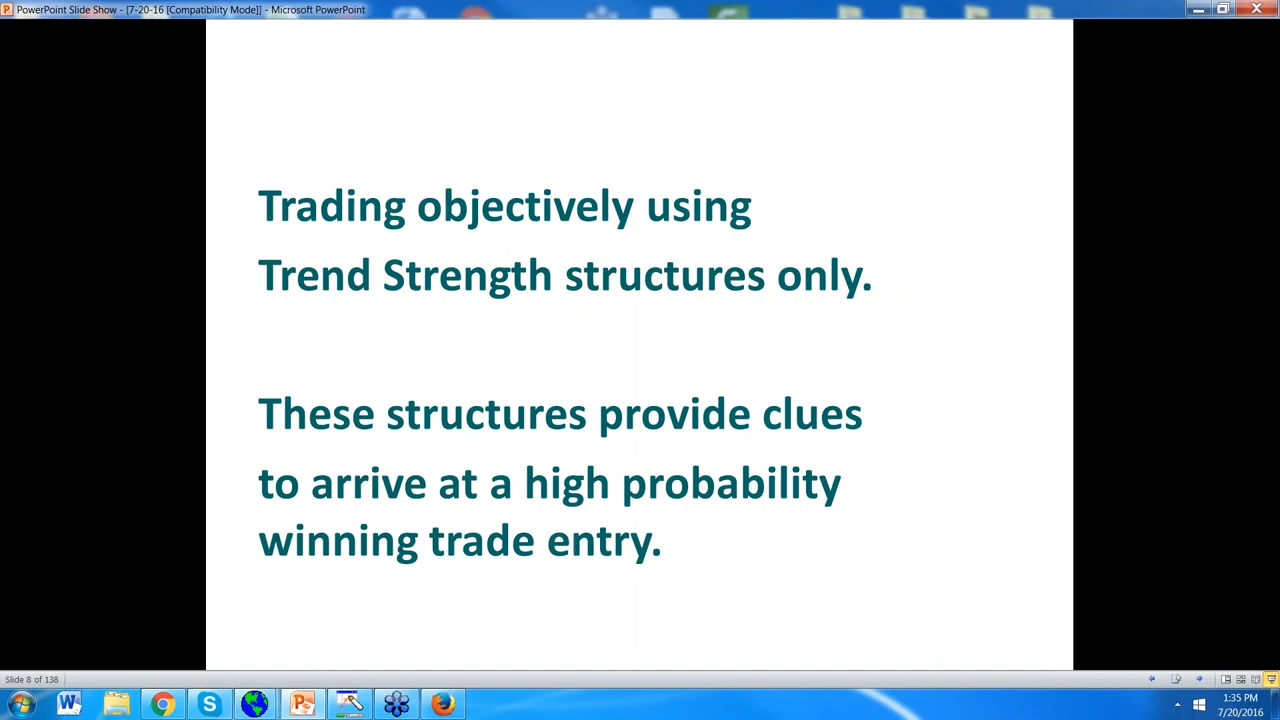 PowerPoint Slide Show - [7-20-16 [Compatibility Mode]] - Microsoft PowerPoint
Trading objectively using
Trend Strength structures only.
These structures provide clues
to arrive at a high probability
winning trade entry.
Slide 8 of 138
1:35 PM
7/20/2016